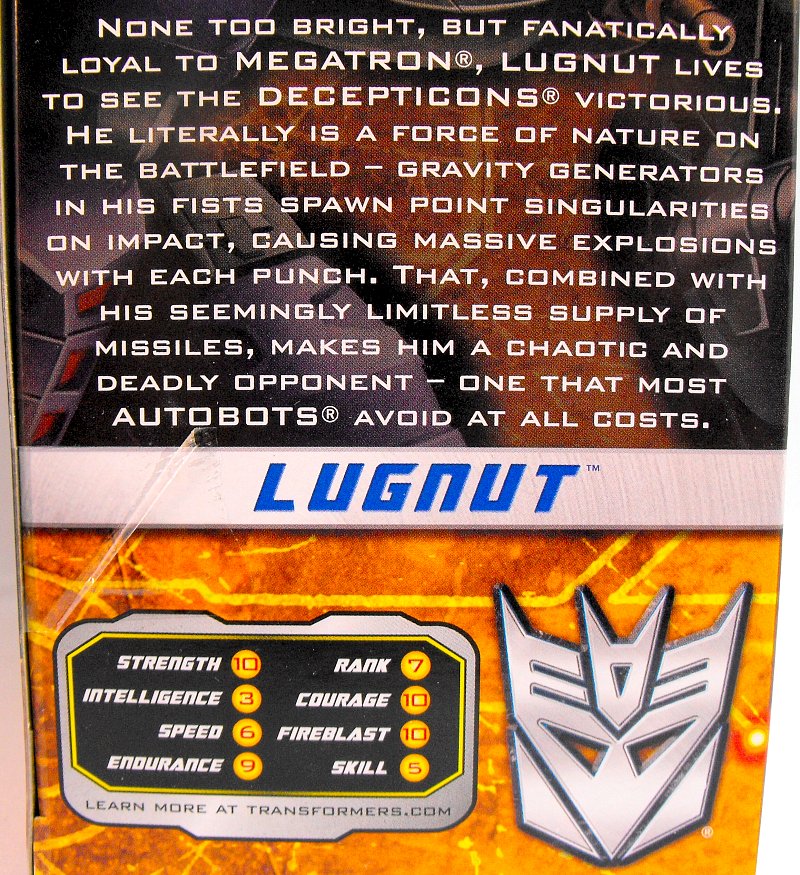 NONE TOO BRIGHT, BUT FANATICALLY
LOYAL TO MEGATRON®, LUGNUT LIVES
TO SEE THE DECEPTICONS® VICTORIOUS.
HE LITERALLY IS A FORCE OF NATURE ON
THE BATTLEFIELD – GRAVITY GENERATORS
IN HIS FISTS SPAWN POINT SINGULARITIES
ON IMPACT, CAUSING MASSIVE EXPLOSIONS
WITH EACH PUNCH. THAT, COMBINED WITH
HIS SEEMINGLY LIMITLESS SUPPLY OF
MISSILES, MAKES HIM A CHAOTIC AND
DEADLY OPPONENT – ONE THAT MOST
AUTOBOTS® AVOID AT ALL COSTS.
LUGNUT™
STRENGTH 10 RANK 7
INTELLIGENCE 3 COURAGE 10
SPEED 6 FIREBLAST 10
ENDURANCE 9 SKILL 5
LEARN MORE AT TRANSFORMERS.COM
®